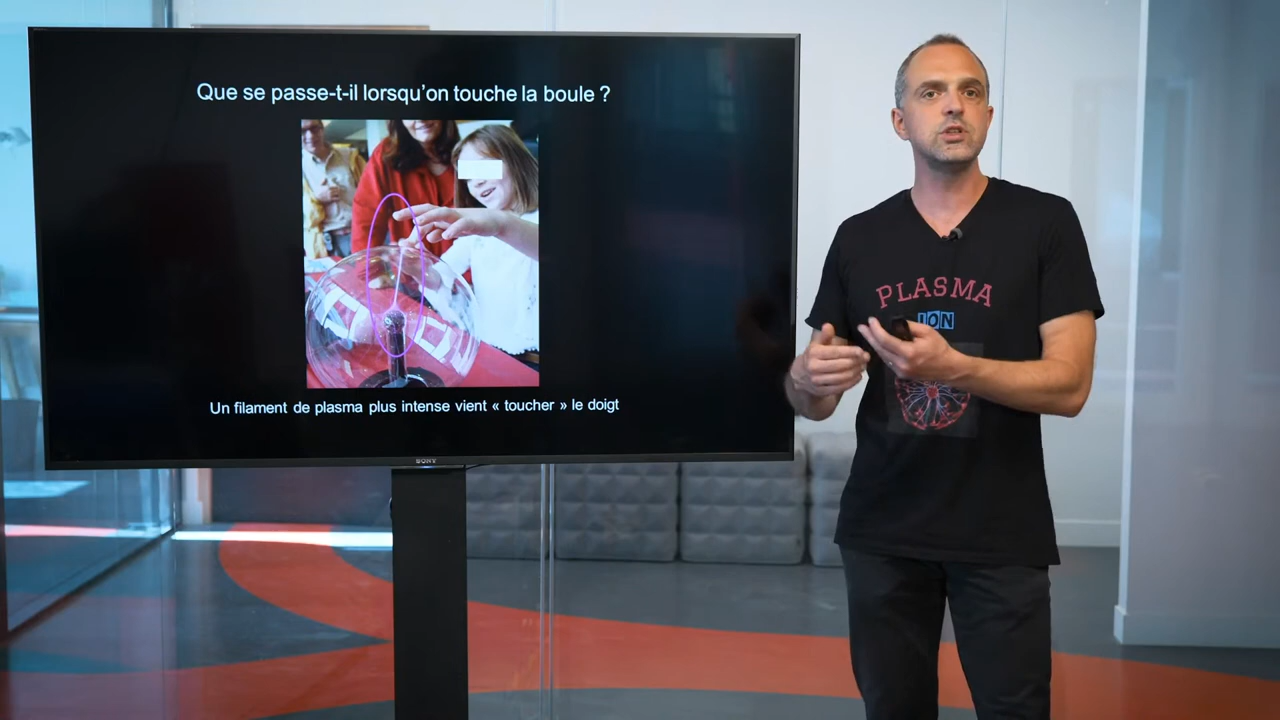 Que se passe-t-il lorsqu'on touche la boule ?
Un filament de plasma plus intense vient « toucher » le doigt
SONY
PLASMA
ION